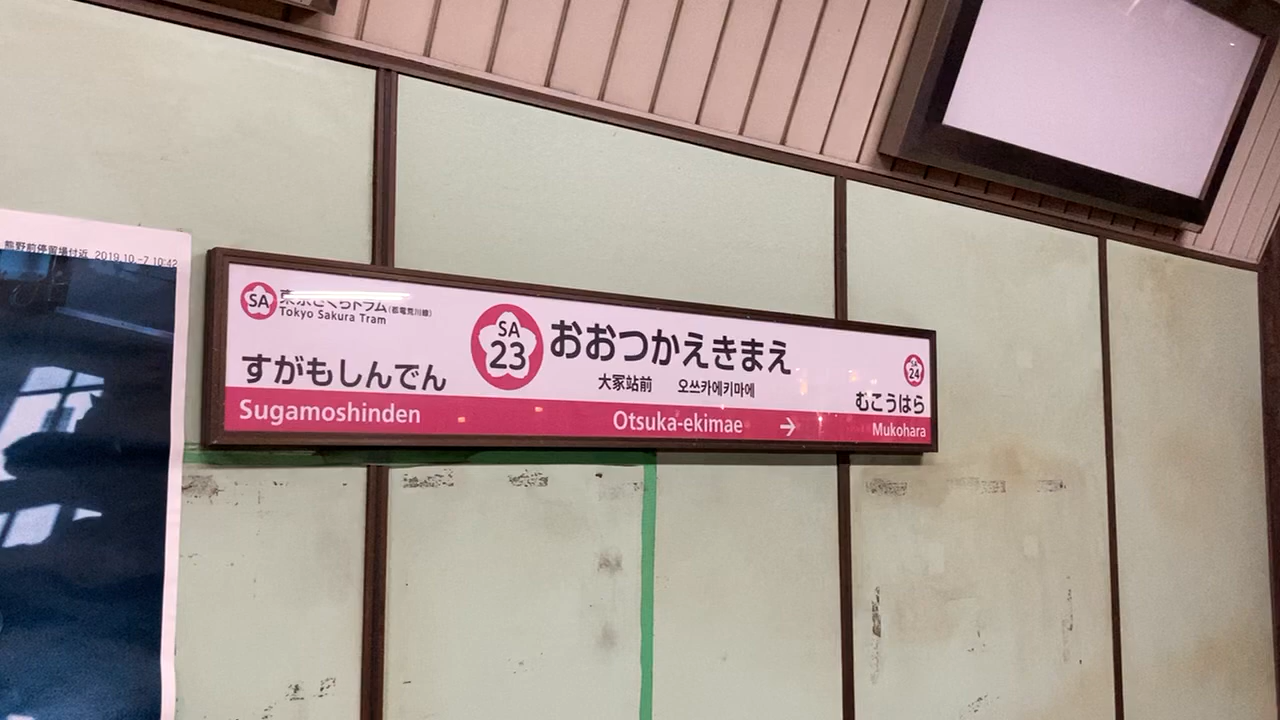 熊野前停留場付近 2019.10.-7 10:42
SA
東京さくらトラム(都電荒川線)
Tokyo Sakura Tram
SA
23
おおつかえきまえ
大冢站前 오쓰카에키마에
すがもしんでん
Sugamoshinden
Otsuka-ekimae →
SA
24
むこうはら
Mukohara